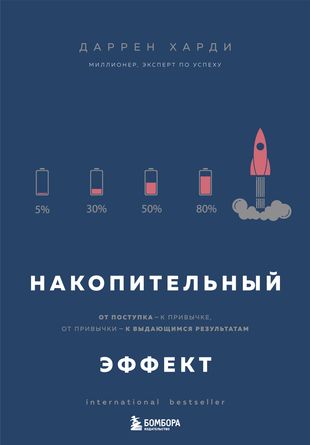 ДАРРЕН ХАРДИ
МИЛЛИОНЕР, ЭКСПЕРТ ПО УСПЕХУ
5% 30% 50% 80%
НАКОПИТЕЛЬНЫЙ
ОТ ПОСТУПКА – К ПРИВЫЧКЕ,
ОТ ПРИВЫЧКИ – К ВЫДАЮЩИМСЯ РЕЗУЛЬТАТАМ
ЭФФЕКТ
international bestseller
БОМБОРА
ИЗДАТЕЛЬСТВО